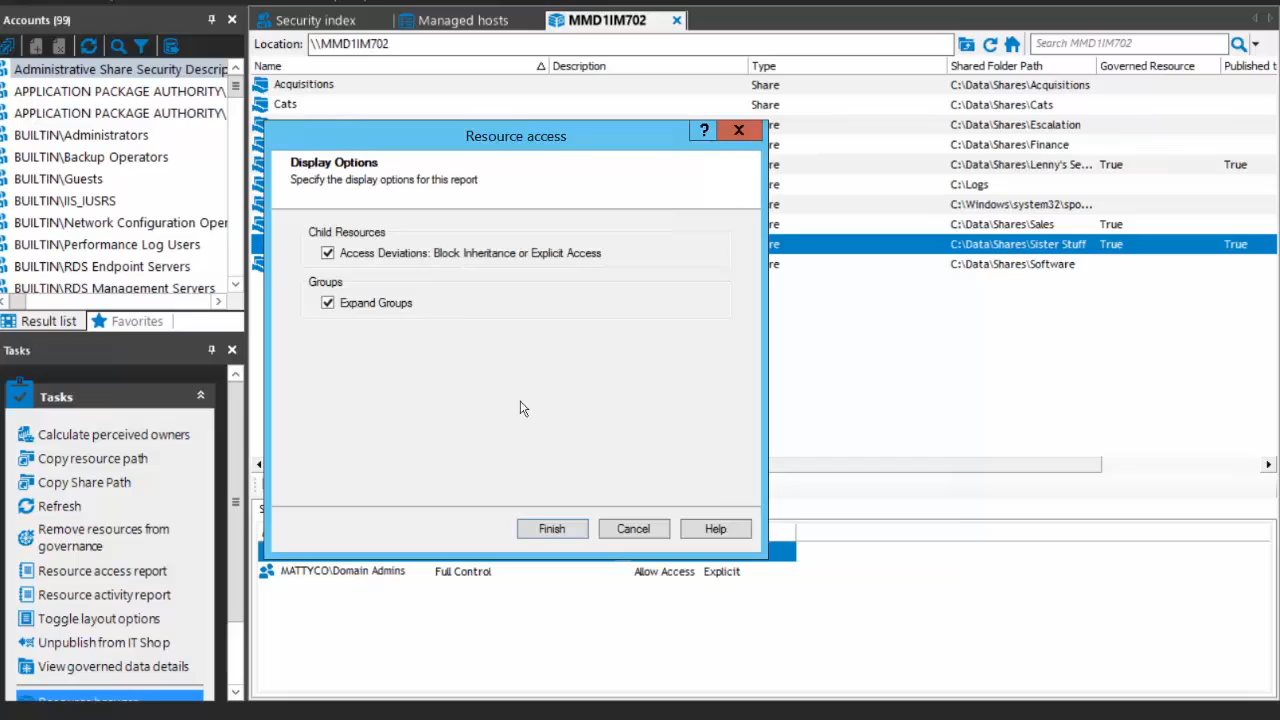 Accounts (99)
Administrative Share Security Descrip
APPLICATION PACKAGE AUTHORITY\
APPLICATION PACKAGE AUTHORITY\
BUILTIN\Administrators
BUILTIN\Backup Operators
BUILTIN\Guests
BUILTIN\IIS_IUSRS
BUILTIN\Network Configuration Oper
BUILTIN\Performance Log Users
BUILTIN\RDS Endpoint Servers
BUILTIN\RDS Management Servers
Result list
Favorites
Tasks
Tasks
Calculate perceived owners
Copy resource path
Copy Share Path
Refresh
Remove resources from
governance
Resource access report
Resource activity report
Toggle layout options
Unpublish from IT Shop
View governed data details
Security index
Managed hosts
MMD1IM702
Location: \\MMD1IM702
Search MMD1IM702
Name Description Type Shared Folder Path Governed Resource Published t
Acquisitions Share C:\Data\Shares\Acquisitions
Cats Share C:\Data\Shares\Cats
re C:\Data\Shares\Escalation
re C:\Data\Shares\Finance
re C:\Data\Shares\Lenny's Se... True True
re C:\Logs
re C:\Windows\system32\spo...
re C:\Data\Shares\Sales True
re C:\Data\Shares\Sister Stuff True True
re C:\Data\Shares\Software
Resource access
?
Display Options
Specify the display options for this report
Child Resources
Access Deviations: Block Inheritance or Explicit Access
Groups
Expand Groups
Finish Cancel Help
MATTYCO\Domain Admins Full Control Allow Access Explicit